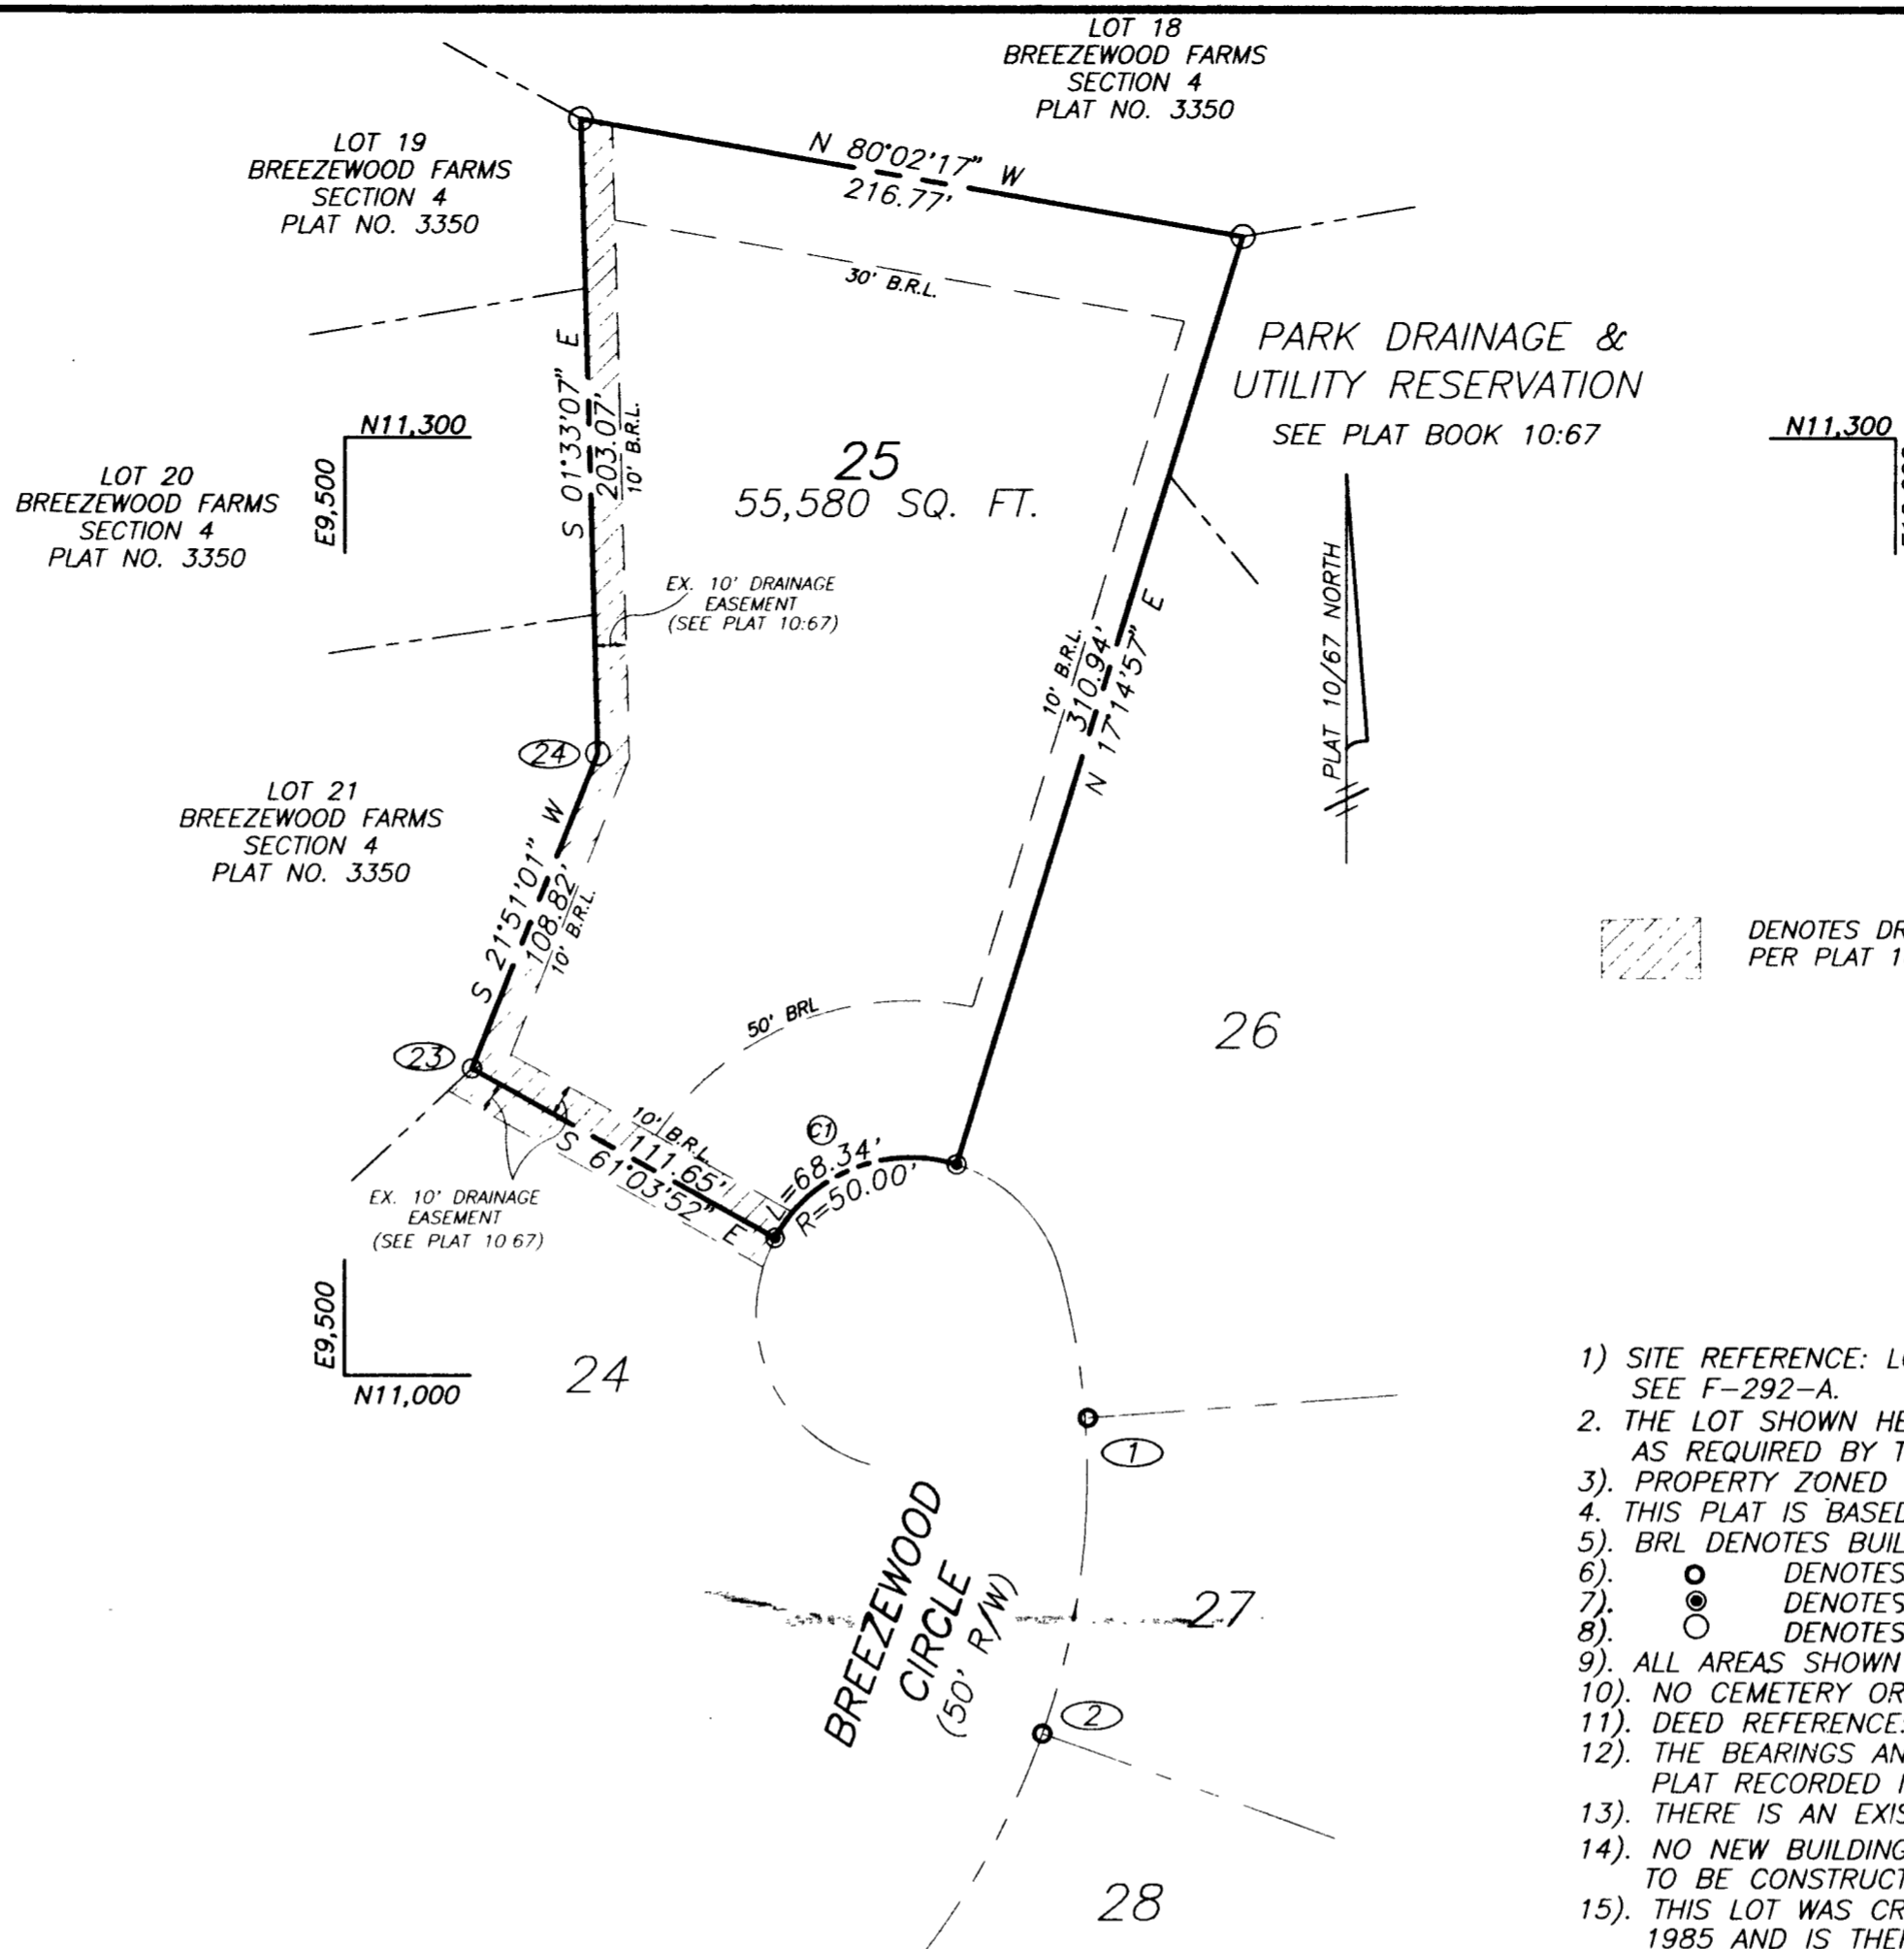 LOT 18
BREEZEWOOD FARMS
SECTION 4
PLAT NO. 3350
LOT 19
BREEZEWOOD FARMS
SECTION 4
PLAT NO. 3350
N 80°02'17" W
216.77'
30' B.R.L.
PARK DRAINAGE &
UTILITY RESERVATION
SEE PLAT BOOK 10:67
S 01°33'07" E
203.07'
10' B.R.L.
N11,300
E9,500
N11,300
LOT 20
BREEZEWOOD FARMS
SECTION 4
PLAT NO. 3350
25
55,580 SQ. FT.
EX. 10' DRAINAGE
EASEMENT
(SEE PLAT 10:67)
10' B.R.L.
310.94'
N 17°14'57" E
PLAT 10/67 NORTH
24
LOT 21
BREEZEWOOD FARMS
SECTION 4
PLAT NO. 3350
S 21°51'01" W
108.82'
10' B.R.L.
DENOTES DR
PER PLAT 1
50' BRL
26
23
10' B.R.L.
111.65'
S 61°03'52" E
C1
L=68.34'
R=50.00'
EX. 10' DRAINAGE
EASEMENT
(SEE PLAT 10 67)
E9,500
N11,000
24
1
BREEZEWOOD
CIRCLE
(50' R/W)
27
2
28
1) SITE REFERENCE: L
SEE F-292-A.
2. THE LOT SHOWN HE
AS REQUIRED BY T
3). PROPERTY ZONED
4. THIS PLAT IS BASED
5). BRL DENOTES BUIL
6). DENOTES
7). DENOTES
8). DENOTES
9). ALL AREAS SHOWN
10). NO CEMETERY OR
11). DEED REFERENCE:
12). THE BEARINGS AN
PLAT RECORDED
13). THERE IS AN EXIS
14). NO NEW BUILDING
TO BE CONSTRUCT
15). THIS LOT WAS CR
1985 AND IS THE